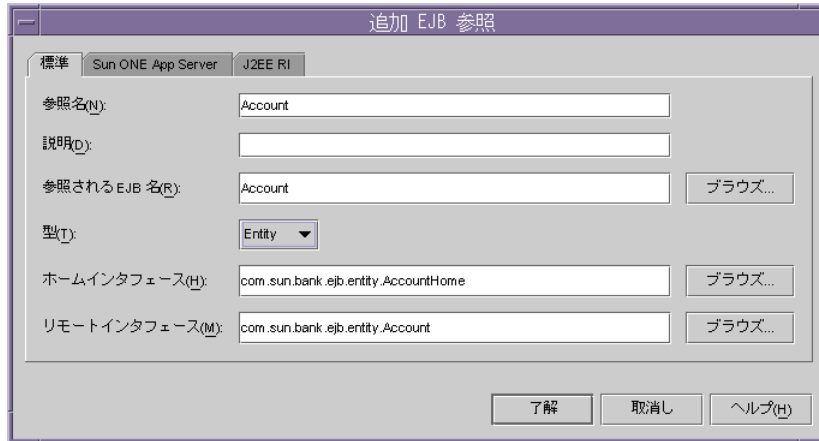 追加 EJB 参照
標準 Sun ONE App Server J2EE RI
参照名(N): Account
説明(D):
参照されるEJB 名(R): Account ブラウズ...
型(T): Entity
ホームインタフェース(H): com.sun.bank.ejb.entity.AccountHome ブラウズ...
リモートインタフェース(M): com.sun.bank.ejb.entity.Account ブラウズ...
了解 取消し ヘルプ(H)